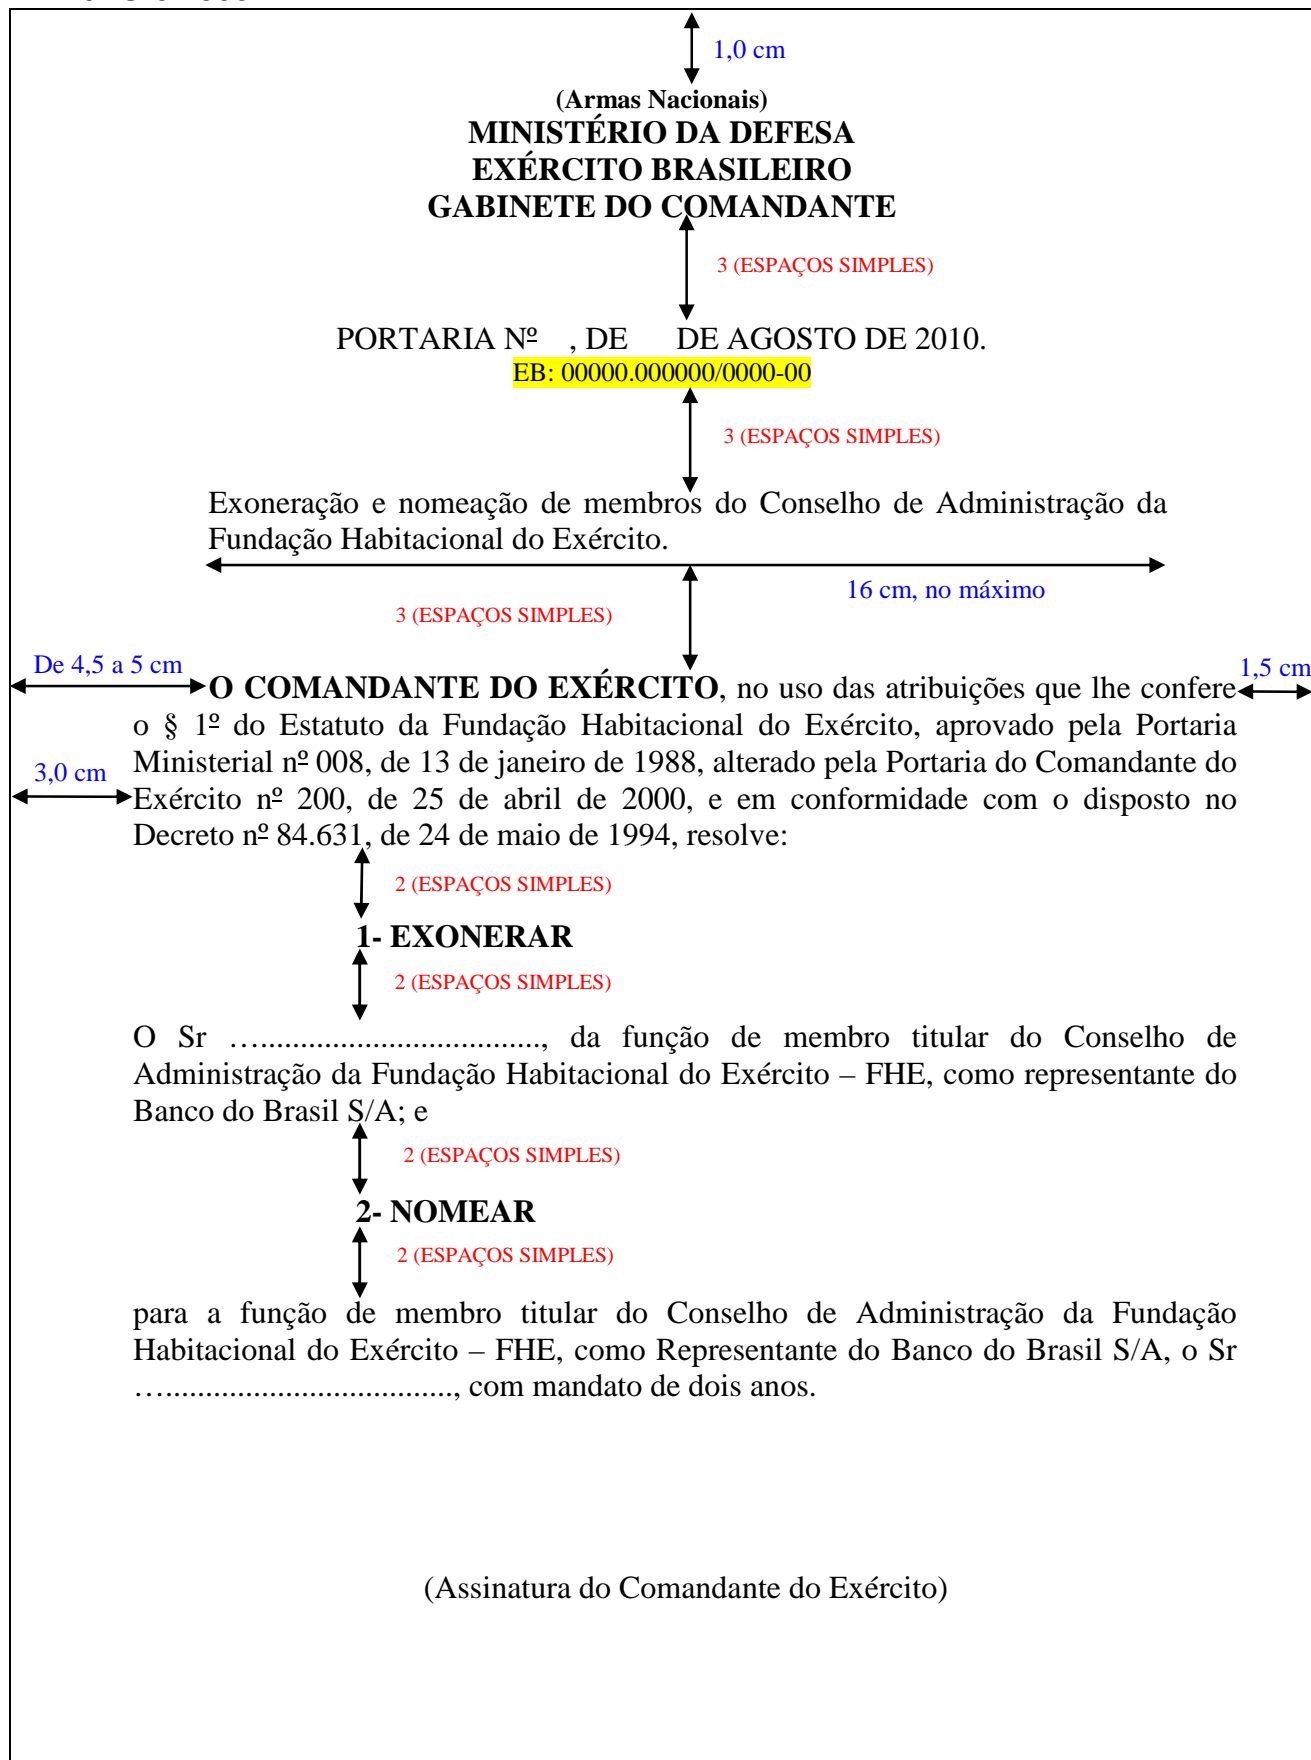 1,0 cm
(Armas Nacionais)
MINISTÉRIO DA DEFESA
EXÉRCITO BRASILEIRO
GABINETE DO COMANDANTE
3 (ESPAÇOS SIMPLES)
PORTARIA Nº , DE DE AGOSTO DE 2010.
EB: 00000.000000/0000-00
3 (ESPAÇOS SIMPLES)
Exoneração e nomeação de membros do Conselho de Administração da
Fundação Habitacional do Exército.
16 cm, no máximo
3 (ESPAÇOS SIMPLES)
De 4,5 a 5 cm
1,5 cm
O COMANDANTE DO EXÉRCITO, no uso das atribuições que lhe confere
o § 1º do Estatuto da Fundação Habitacional do Exército, aprovado pela Portaria
Ministerial nº 008, de 13 de janeiro de 1988, alterado pela Portaria do Comandante do
3,0 cm
Exército nº 200, de 25 de abril de 2000, e em conformidade com o disposto no
Decreto nº 84.631, de 24 de maio de 1994, resolve:
2 (ESPAÇOS SIMPLES)
1- EXONERAR
2 (ESPAÇOS SIMPLES)
O Sr …..................................., da função de membro titular do Conselho de
Administração da Fundação Habitacional do Exército – FHE, como representante do
Banco do Brasil S/A; e
2 (ESPAÇOS SIMPLES)
2- NOMEAR
2 (ESPAÇOS SIMPLES)
para a função de membro titular do Conselho de Administração da Fundação
Habitacional do Exército – FHE, como Representante do Banco do Brasil S/A, o Sr
…...................................., com mandato de dois anos.
(Assinatura do Comandante do Exército)